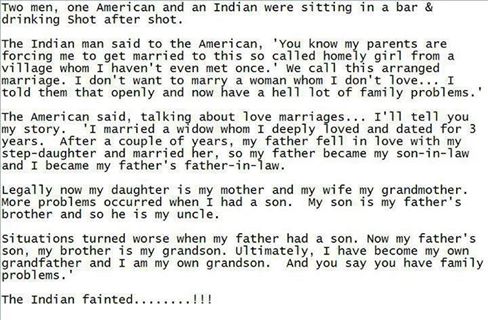 Two men, one American and an Indian were sitting in a bar &
drinking Shot after shot.
The Indian man said to the American, 'You know my parents are
forcing me to get married to this so called homely girl from a
village whom I haven't even met once.' We call this arranged
marriage. I don't want to marry a woman whom I don't love... I
told them that openly and now have a hell lot of family problems.'
The American said, talking about love marriages... I'll tell you
my story.  'I married a widow whom I deeply loved and dated for 3
years.  After a couple of years, my father fell in love with my
step-daughter and married her, so my father became my son-in-law
and I became my father's father-in-law.
Legally now my daughter is my mother and my wife my grandmother.
More problems occurred when I had a son.  My son is my father's
brother and so he is my uncle.
Situations turned worse when my father had a son. Now my father's
son, my brother is my grandson. Ultimately, I have become my own
grandfather and I am my own grandson.  And you say you have family
problems.'
The Indian fainted........!!!